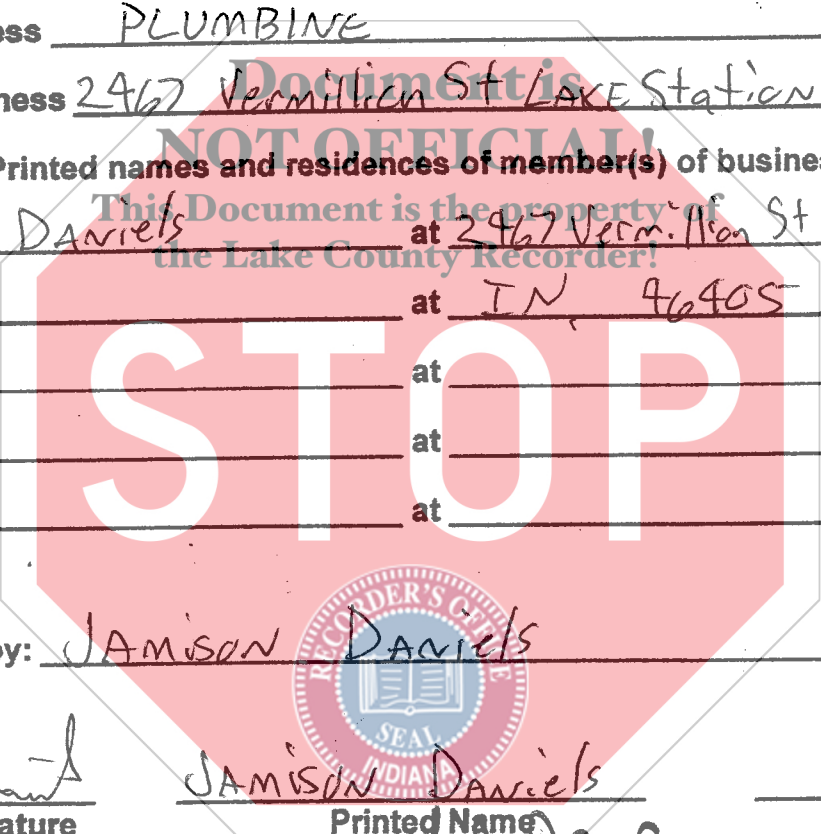 ess PLUMBINE
ness 2467 Vermillion St LAKE Station
Document is
NOT OFFICIAL!
Printed names and residences of member(s) of busine
This Document is the property of
DANiels at 2467 Vermillion St
the Lake County Recorder!
at IN, 46405
STOP
at
at
at
RECORDER'S OFFICE
by: JAMISON DANiels
SEAL
INDIANA
JAMISON DANiels
ature Printed Name